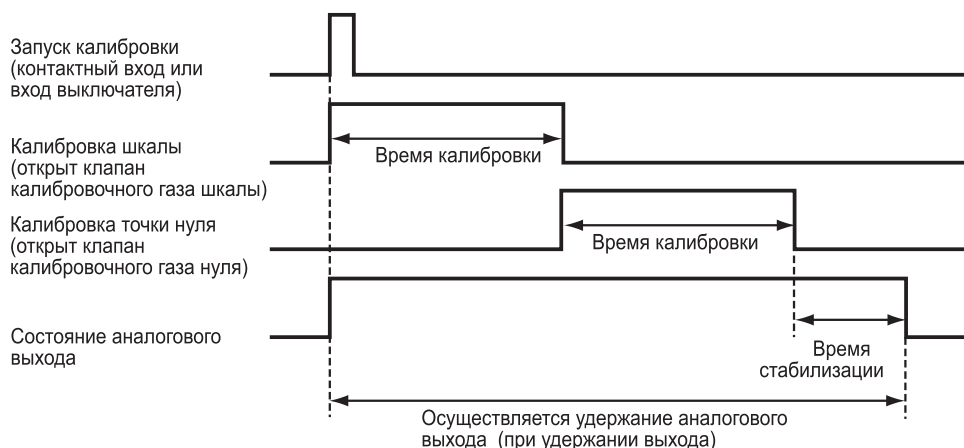 Запуск калибровки
(контактный вход или
вход выключателя)
Калибровка шкалы
(открыт клапан
калибровочного газа шкалы)
Время калибровки
Калибровка точки нуля
(открыт клапан
калибровочного газа нуля)
Время калибровки
Состояние аналогового
выхода
Время
стабилизации
Осуществляется удержание аналогового
выхода (при удержании выхода)